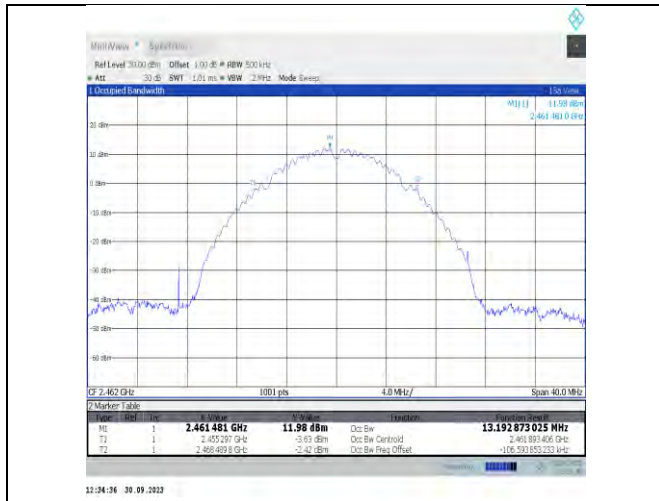 MultiView Spectrum
Ref Level 30.00 dBm Offset 1.00 dB RBW 500 kHz
Att 30 dB SWT 1.01 ms VBW 2 MHz Mode Sweep
1 Occupied Bandwidth
M1[1] 11.98 dBm
2.461 481 0 GHz
M1
20 dBm
10 dBm
0 dBm
-10 dBm
-20 dBm
-30 dBm
-40 dBm
-50 dBm
-60 dBm
CF 2.462 GHz 1001 pts 4.0 MHz/ Span 40.0 MHz
2 Marker Table
Type Ref Trc X-Value Y-Value Function Function Result
M1 1 2.461 481 GHz 11.98 dBm Occ Bw 13.192 873 025 MHz
T1 1 2.455 297 GHz -3.63 dBm Occ Bw Centroid 2.461 893 406 GHz
T2 1 2.468 489 8 GHz -2.42 dBm Occ Bw Freq Offset -106.593 853 233 kHz
12:34:36 30.09.2023